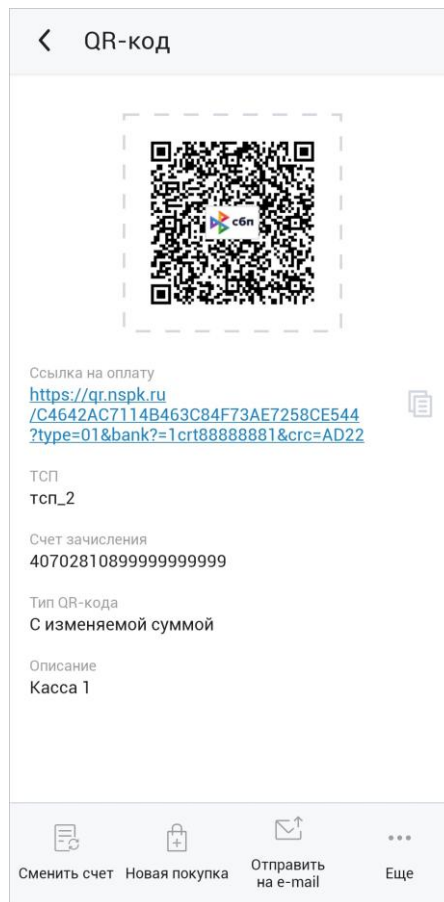 QR-код
сбп
Ссылка на оплату
https://qr.nspk.ru
/C4642AC7114B463C84F73AE7258CE544
?type=01&bank?=1crt88888881&crc=AD22
ТСП
тсп_2
Счет зачисления
40702810899999999999
Тип QR-кода
С изменяемой суммой
Описание
Касса 1
Сменить счет
Новая покупка
Отправить
на e-mail
Еще